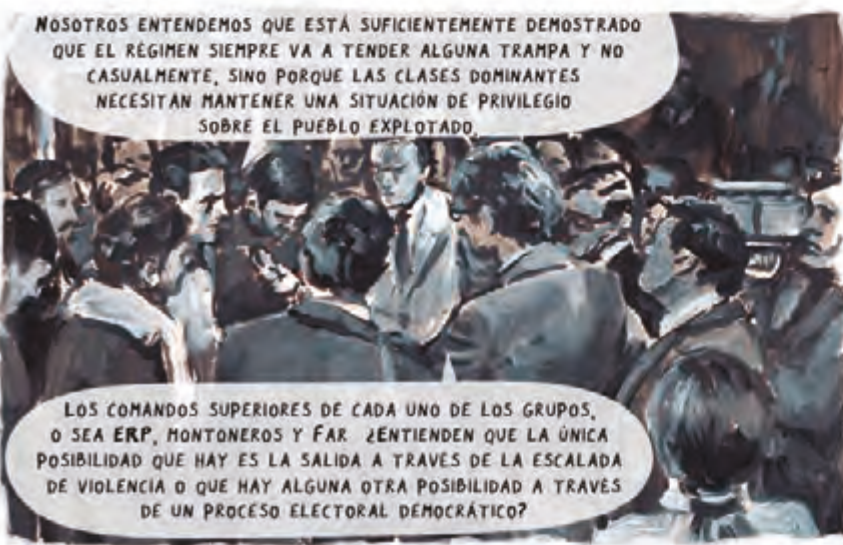 NOSOTROS ENTENDEMOS QUE ESTÁ SUFICIENTEMENTE DEMOSTRADO
QUE EL RÉGIMEN SIEMPRE VA A TENDER ALGUNA TRAMPA Y NO
CASUALMENTE, SINO PORQUE LAS CLASES DOMINANTES
NECESITAN MANTENER UNA SITUACIÓN DE PRIVILEGIO
SOBRE EL PUEBLO EXPLOTADO.
LOS COMANDOS SUPERIORES DE CADA UNO DE LOS GRUPOS,
O SEA ERP, MONTONEROS Y FAR ¿ENTIENDEN QUE LA ÚNICA
POSIBILIDAD QUE HAY ES LA SALIDA A TRAVÉS DE LA ESCALADA
DE VIOLENCIA O QUE HAY ALGUNA OTRA POSIBILIDAD A TRAVÉS
DE UN PROCESO ELECTORAL DEMOCRÁTICO?